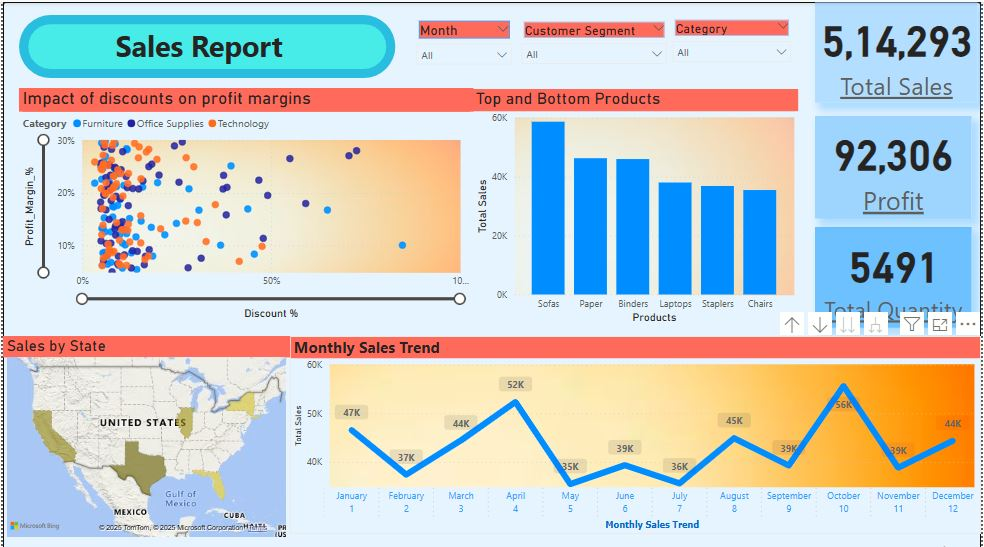 Sales Report
Month
All
Customer Segment
All
Category
All
5,14,293
Total Sales
92,306
Profit
5491
Total Quantity
Impact of discounts on profit margins
Category Furniture Office Supplies Technology
Profit_Margin_%
30%
20%
10%
0% 50% 10...
Discount %
Top and Bottom Products
Total Sales
60K
40K
20K
0K
Sofas Paper Binders Laptops Staplers Chairs
Products
Sales by State
UNITED STATES
Gulf of
Mexico
MEXICO
CUBA
HAITI
PR
(US
Microsoft Bing
© 2025 TomTom, © 2025 Microsoft Corporation Terms
Monthly Sales Trend
Total Sales
60K
50K
40K
47K 37K 44K 52K 35K 39K 36K 45K 39K 56K 39K 44K
January February March April May June July August September October November December
1 2 3 4 5 6 7 8 9 10 11 12
Monthly Sales Trend